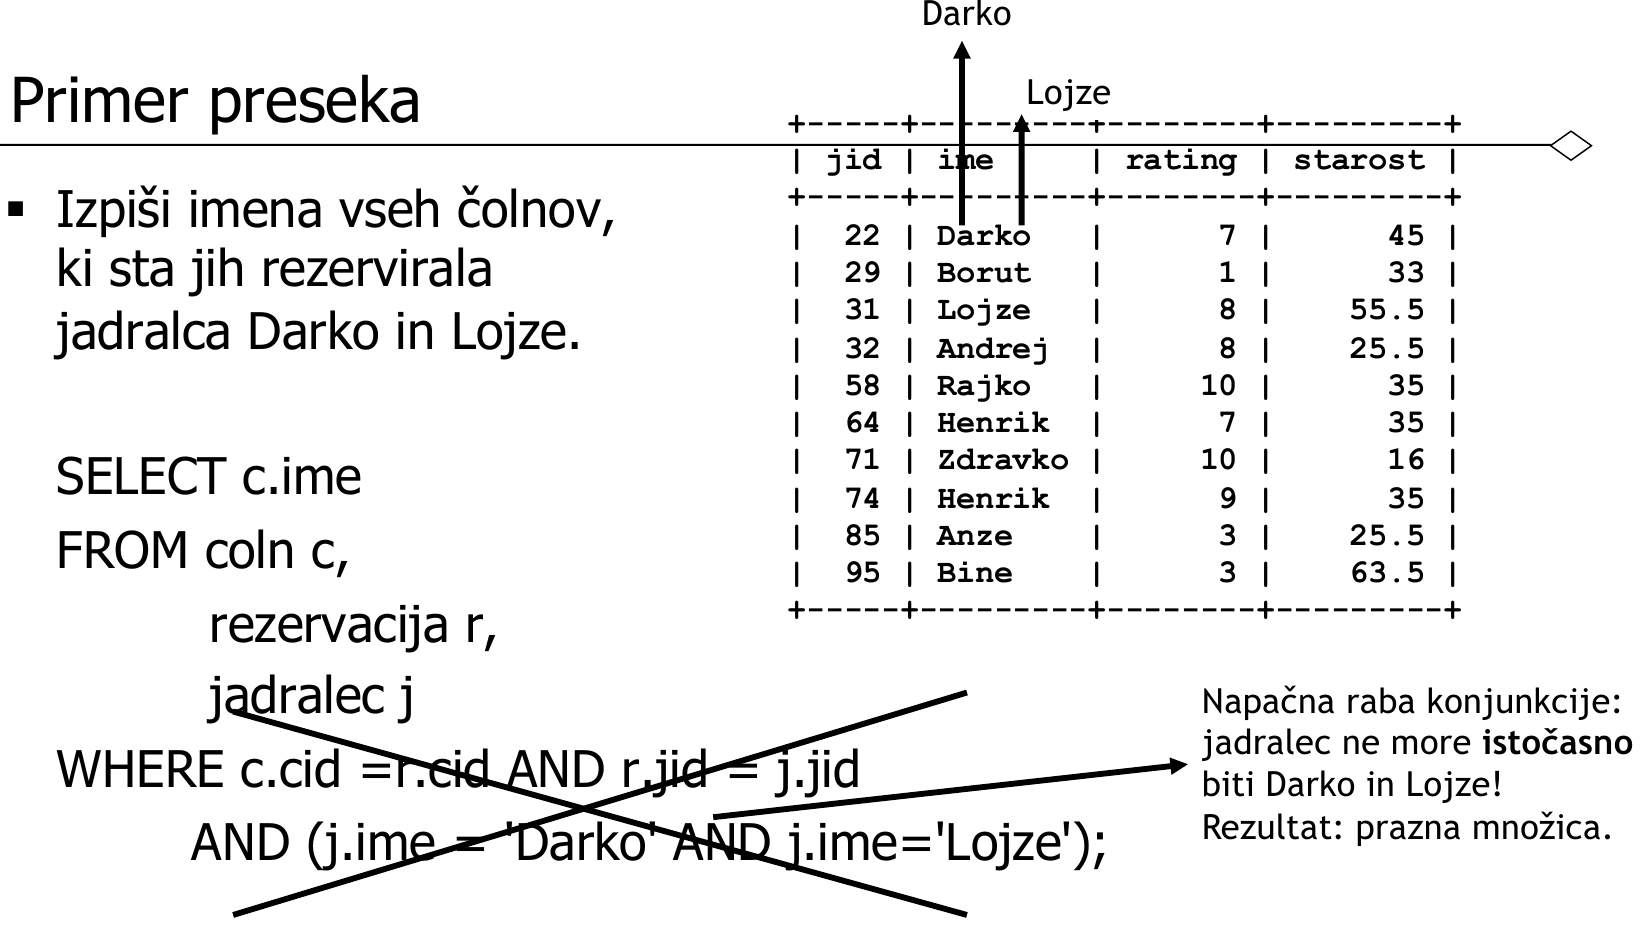 Darko
Lojze
Primer preseka
▪ Izpiši imena vseh čolnov,
ki sta jih rezervirala
jadralca Darko in Lojze.
SELECT c.ime
FROM coln c,
rezervacija r,
jadralec j
WHERE c.cid =r.cid AND r.jid = j.jid
AND (j.ime = 'Darko' AND j.ime='Lojze');
+-----+---------+--------+---------+
| jid | ime     | rating | starost |
+-----+---------+--------+---------+
|  22 | Darko   |      7 |      45 |
|  29 | Borut   |      1 |      33 |
|  31 | Lojze   |      8 |    55.5 |
|  32 | Andrej  |      8 |    25.5 |
|  58 | Rajko   |     10 |      35 |
|  64 | Henrik  |      7 |      35 |
|  71 | Zdravko |     10 |      16 |
|  74 | Henrik  |      9 |      35 |
|  85 | Anze    |      3 |    25.5 |
|  95 | Bine    |      3 |    63.5 |
+-----+---------+--------+---------+
Napačna raba konjunkcije:
jadralec ne more istočasno
biti Darko in Lojze!
Rezultat: prazna množica.